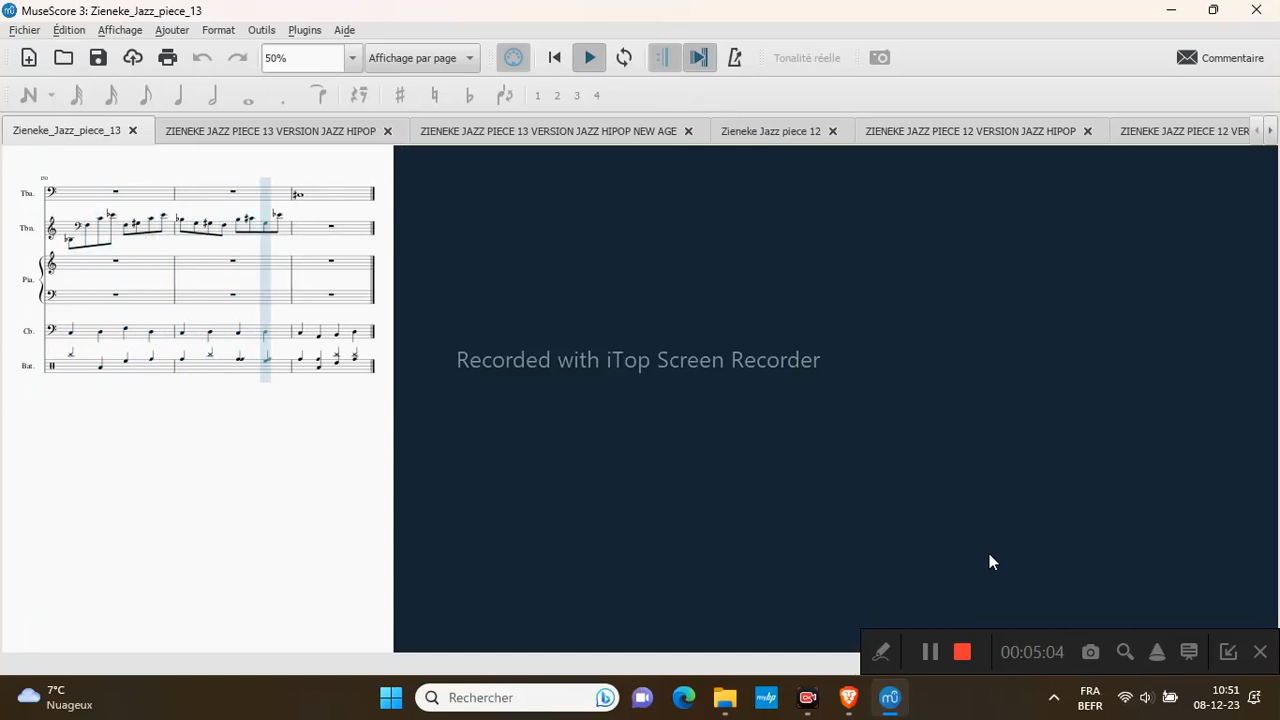 MuseScore 3: Zieneke_Jazz_piece_13
Fichier Édition Affichage Ajouter Format Outils Plugins Aide
50% Affichage par page Tonalité réelle Commentaire
1 2 3 4
Zieneke_Jazz_piece_13 ZIENEKE JAZZ PIECE 13 VERSION JAZZ HIPOP ZIENEKE JAZZ PIECE 13 VERSION JAZZ HIPOP NEW AGE Zieneke Jazz piece 12 ZIENEKE JAZZ PIECE 12 VERSION JAZZ HIPOP ZIENEKE JAZZ PIECE 12 VER
Tba.
Tbn.
Pia.
Cb.
Bat.
Recorded with iTop Screen Recorder
00:05:04
7°C
Nuageux
Rechercher
myhp
FRA
BEFR
10:51
08-12-23